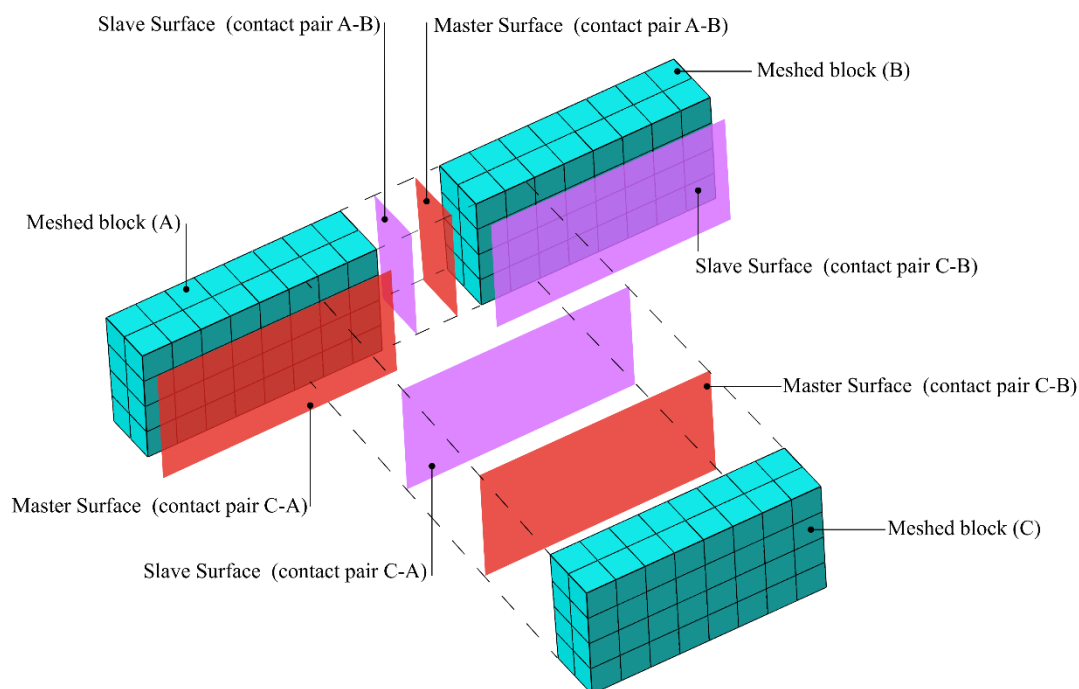 Slave Surface (contact pair A-B)
Master Surface (contact pair A-B)
Meshed block (B)
Meshed block (A)
Slave Surface (contact pair C-B)
Master Surface (contact pair C-B)
Master Surface (contact pair C-A)
Meshed block (C)
Slave Surface (contact pair C-A)